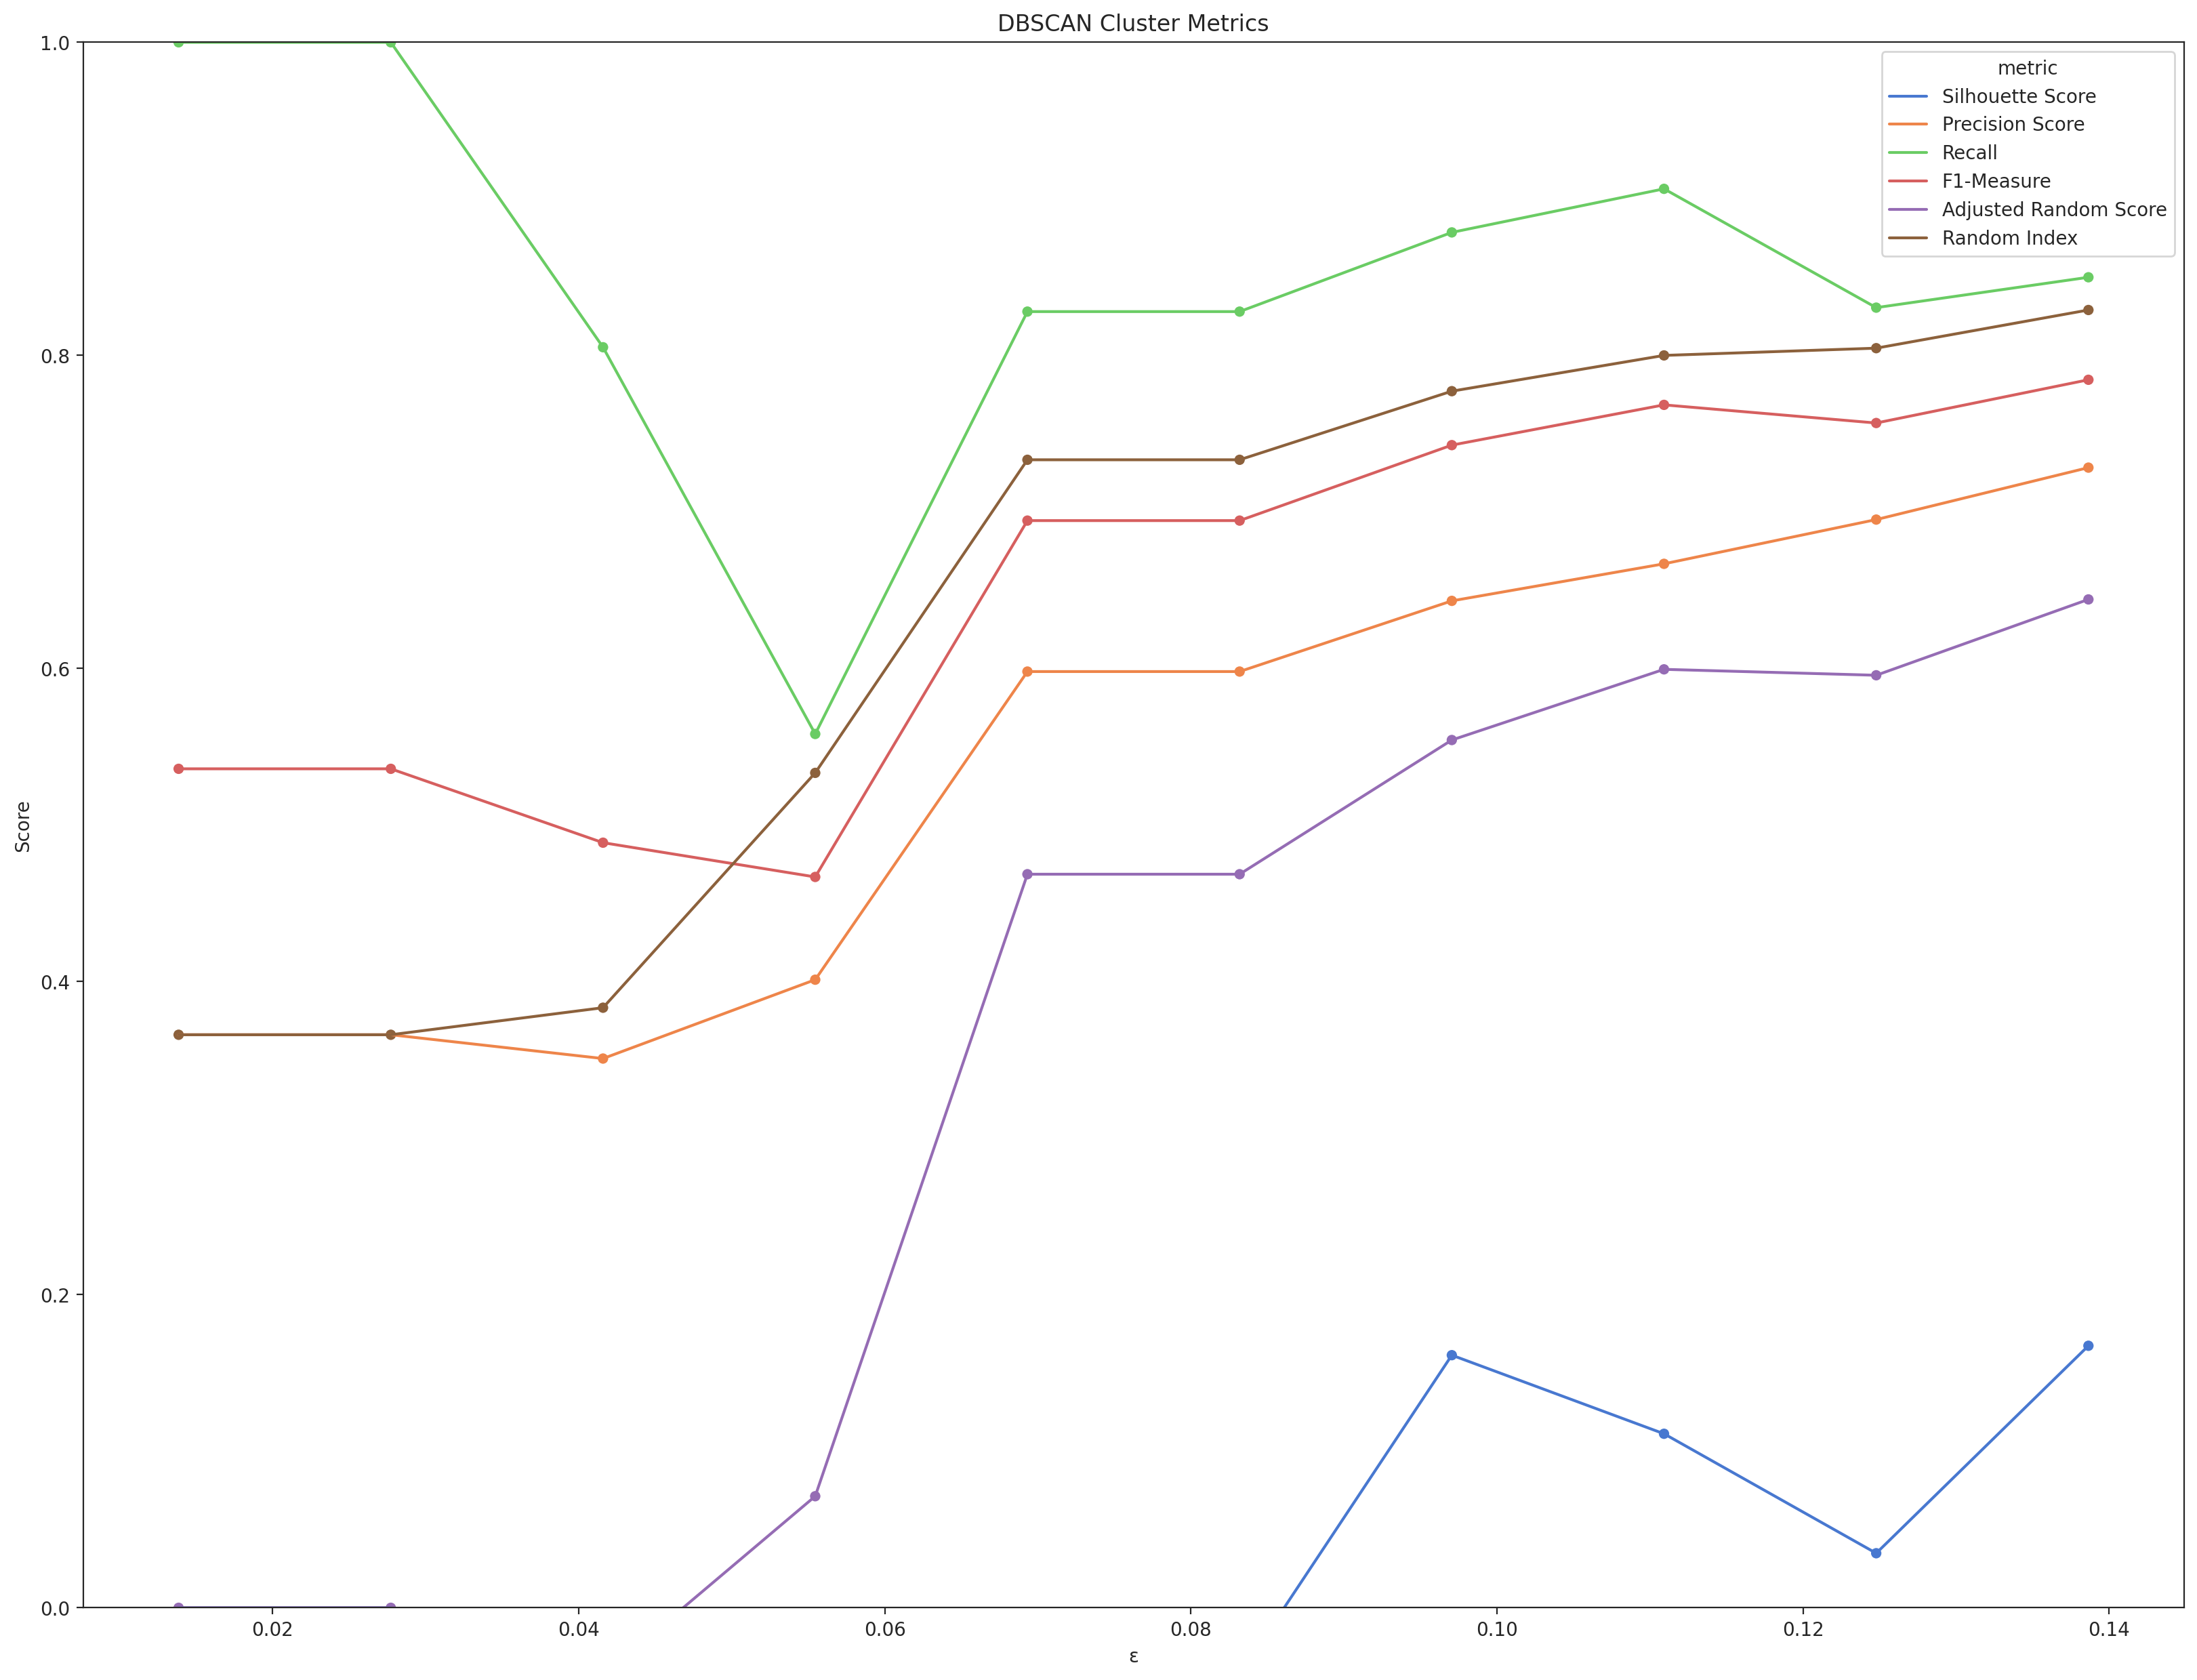 DBSCAN Cluster Metrics
metric
Silhouette Score
Precision Score
Recall
F1-Measure
Adjusted Random Score
Random Index
Score
1.0
0.8
0.6
0.4
0.2
0.0
0.02 0.04 0.06 0.08 0.10 0.12 0.14
ε